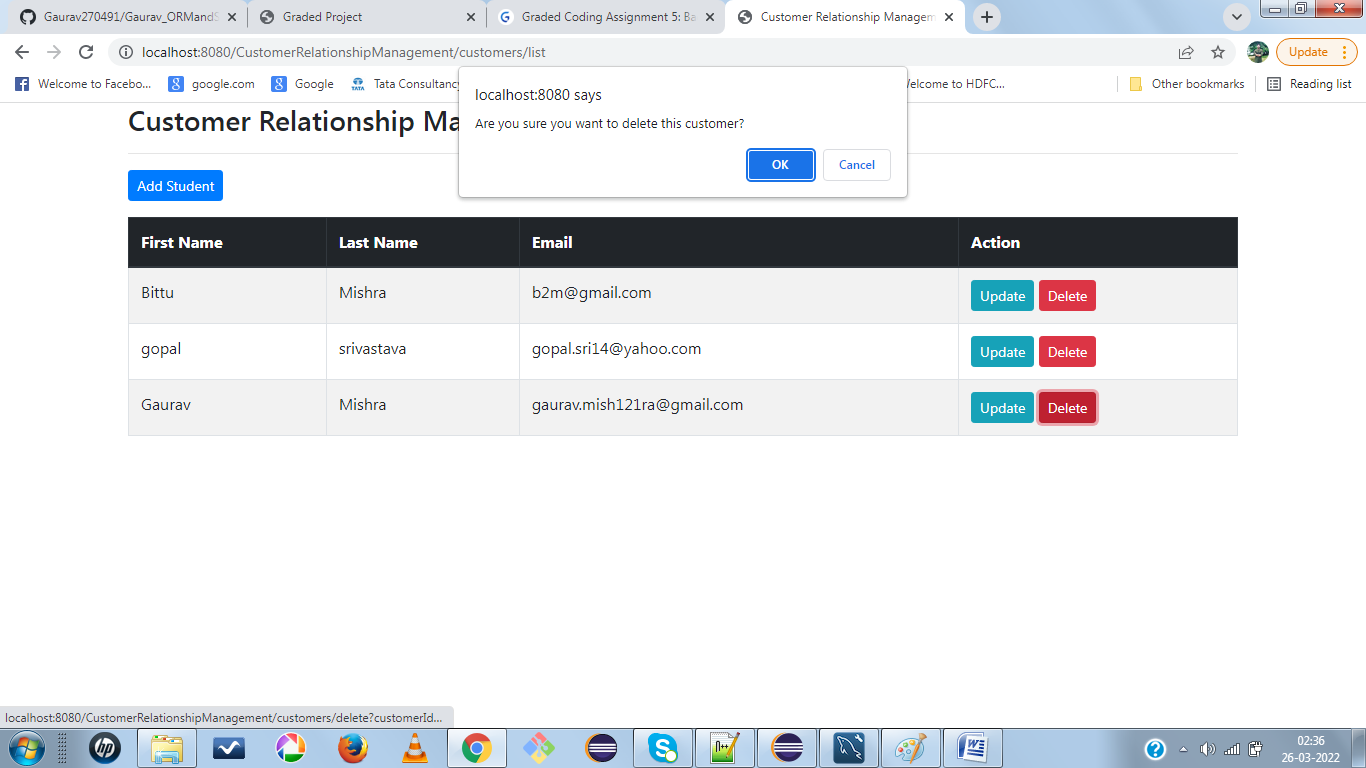 Gaurav270491/Gaurav_ORMandS
Graded Project
Graded Coding Assignment 5: Ba
Customer Relationship Managem
localhost:8080/CustomerRelationshipManagement/customers/list
Update
Welcome to Facebo...
google.com
Google
Tata Consultancy
elcome to HDFC...
Other bookmarks
Reading list
localhost:8080 says
Are you sure you want to delete this customer?
OK
Cancel
Customer Relationship Ma
Add Student
First Name Last Name Email Action
Bittu Mishra b2m@gmail.com Update Delete
gopal srivastava gopal.sri14@yahoo.com Update Delete
Gaurav Mishra gaurav.mish121ra@gmail.com Update Delete
localhost:8080/CustomerRelationshipManagement/customers/delete?customerId...
02:36
26-03-2022